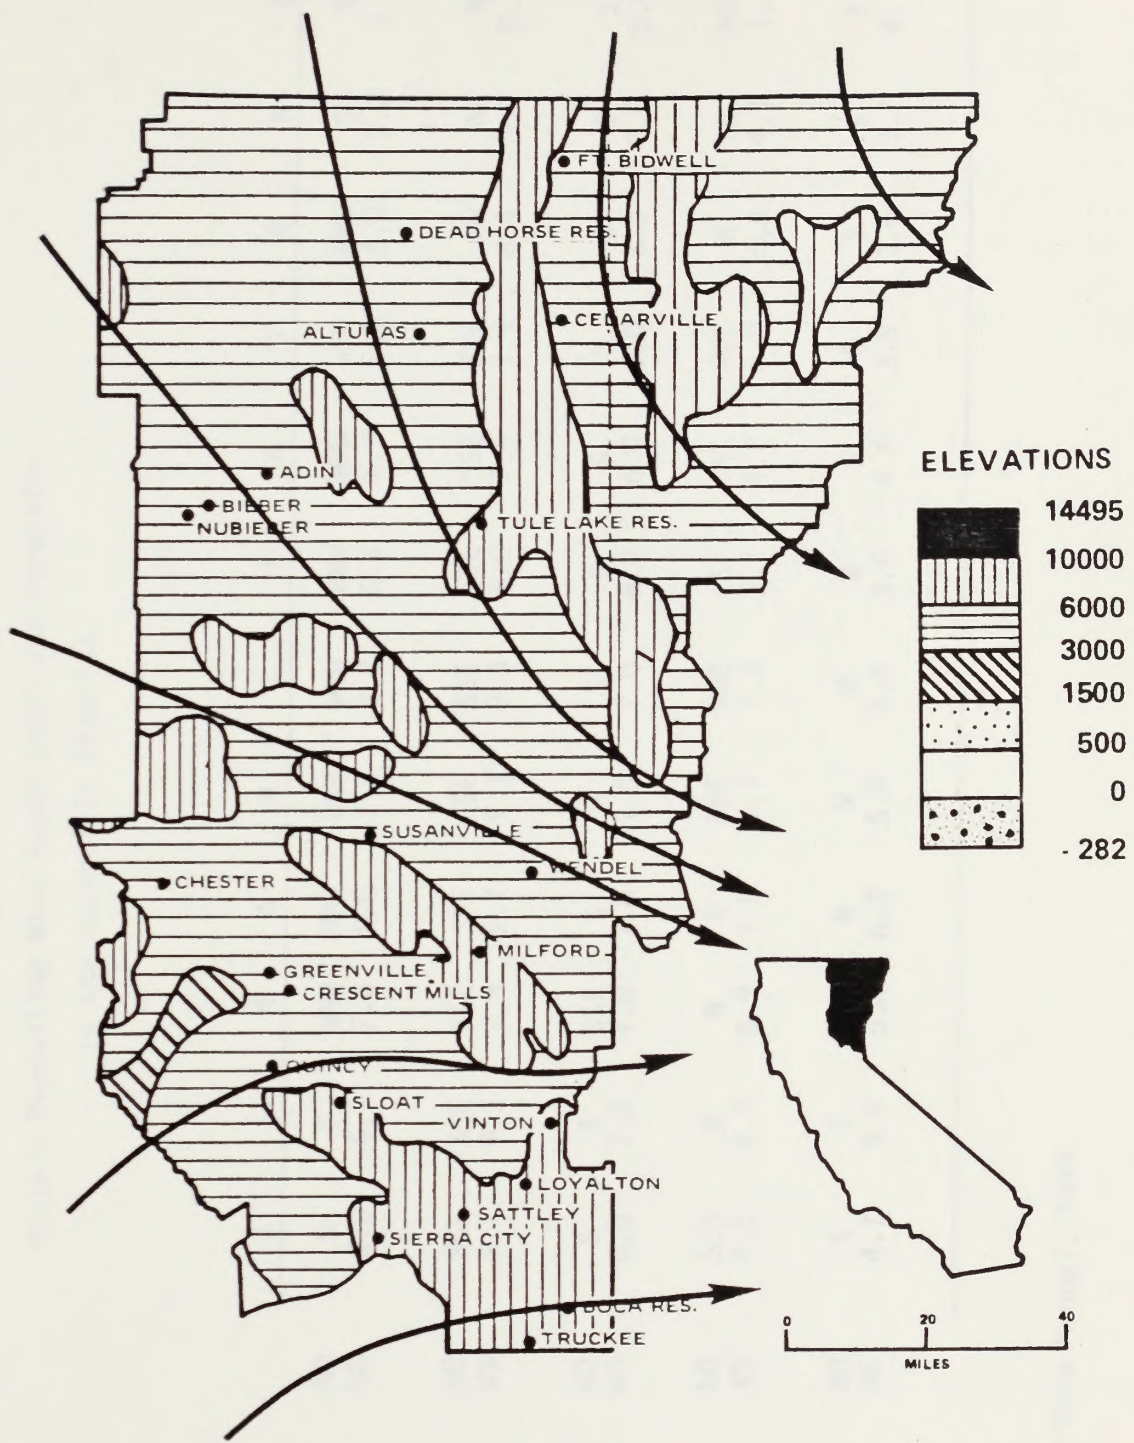 FT. BIDWELL
DEAD HORSE RES.
CEDARVILLE
ALTURAS
ELEVATIONS
14495
10000
6000
3000
1500
500
0
- 282
ADIN
BIEBER
NUBIEBER
TULE LAKE RES.
SUSANVILLE
WENDEL
CHESTER
MILFORD
GREENVILLE
CRESCENT MILLS
QUINCY
SLOAT
VINTON
LOYALTON
SATTLEY
SIERRA CITY
BOCA RES.
TRUCKEE
0 20 40
MILES